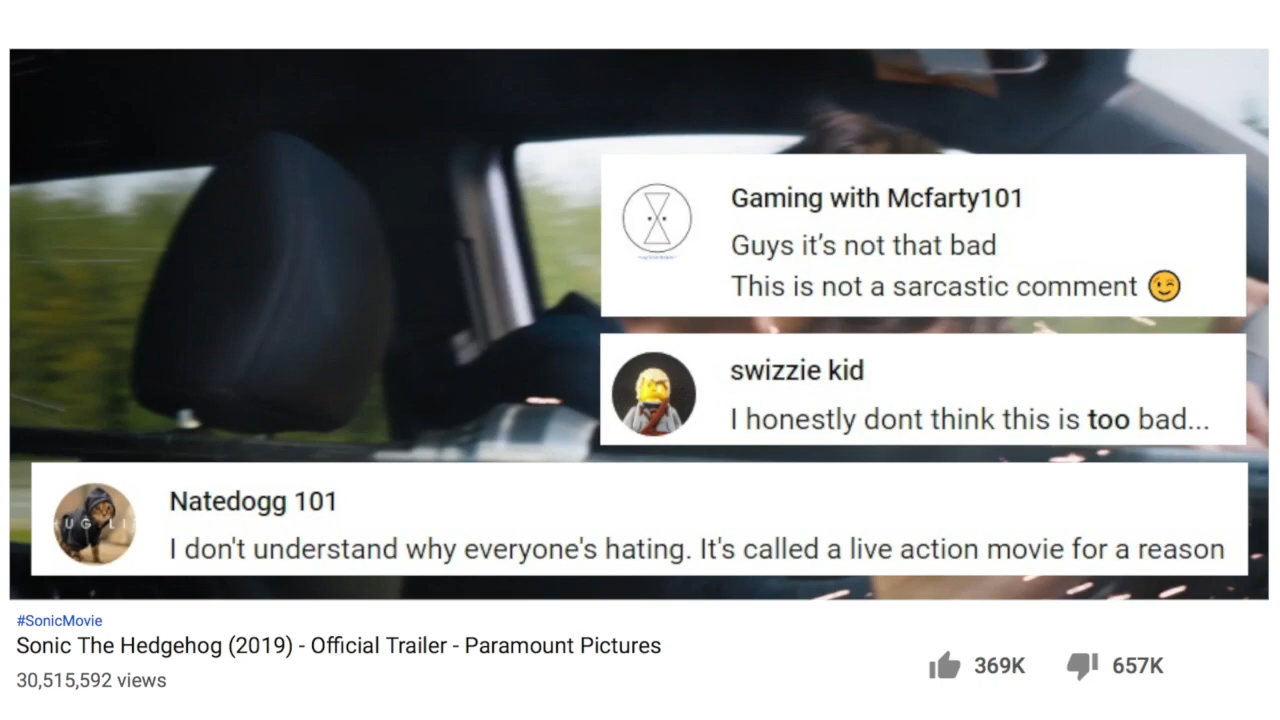 Gaming with Mcfarty101
Guys it’s not that bad
This is not a sarcastic comment 😉
swizzie kid
I honestly dont think this is too bad...
Natedogg 101
UG LI
I don't understand why everyone's hating. It's called a live action movie for a reason
#SonicMovie
Sonic The Hedgehog (2019) - Official Trailer - Paramount Pictures
30,515,592 views
369K
657K